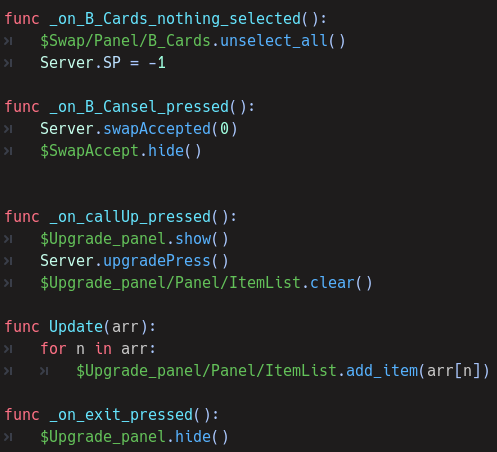 func _on_B_Cards_nothing_selected():
$Swap/Panel/B_Cards.unselect_all()
Server.SP = -1
func _on_B_Cansel_pressed():
Server.swapAccepted(0)
$SwapAccept.hide()
func _on_callUp_pressed():
$Upgrade_panel.show()
Server.upgradePress()
$Upgrade_panel/Panel/ItemList.clear()
func Update(arr):
for n in arr:
$Upgrade_panel/Panel/ItemList.add_item(arr[n])
func _on_exit_pressed():
$Upgrade_panel.hide()